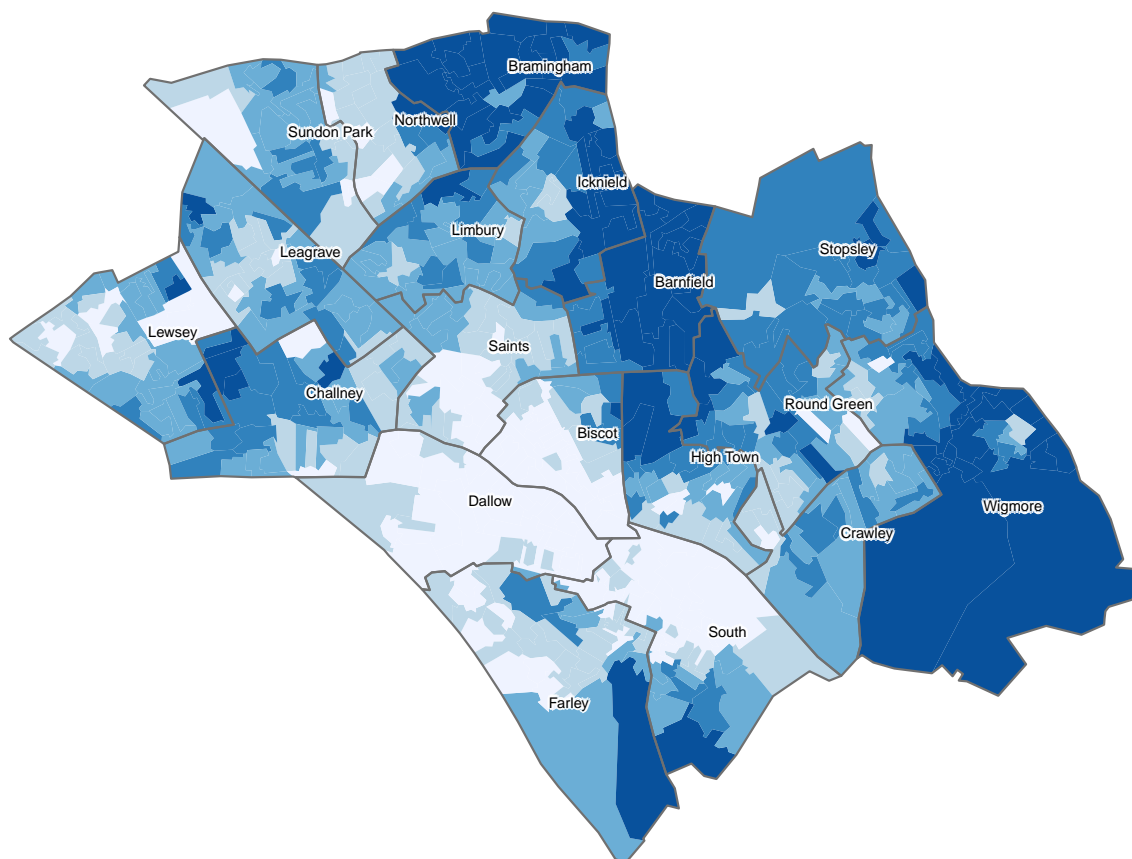 Bramingham
Northwell
Sundon Park
Icknield
Limbury
Stopsley
Leagrave
Barnfield
Lewsey
Saints
Challney
Round Green
Biscot
High Town
Dallow
Wigmore
Crawley
South
Farley